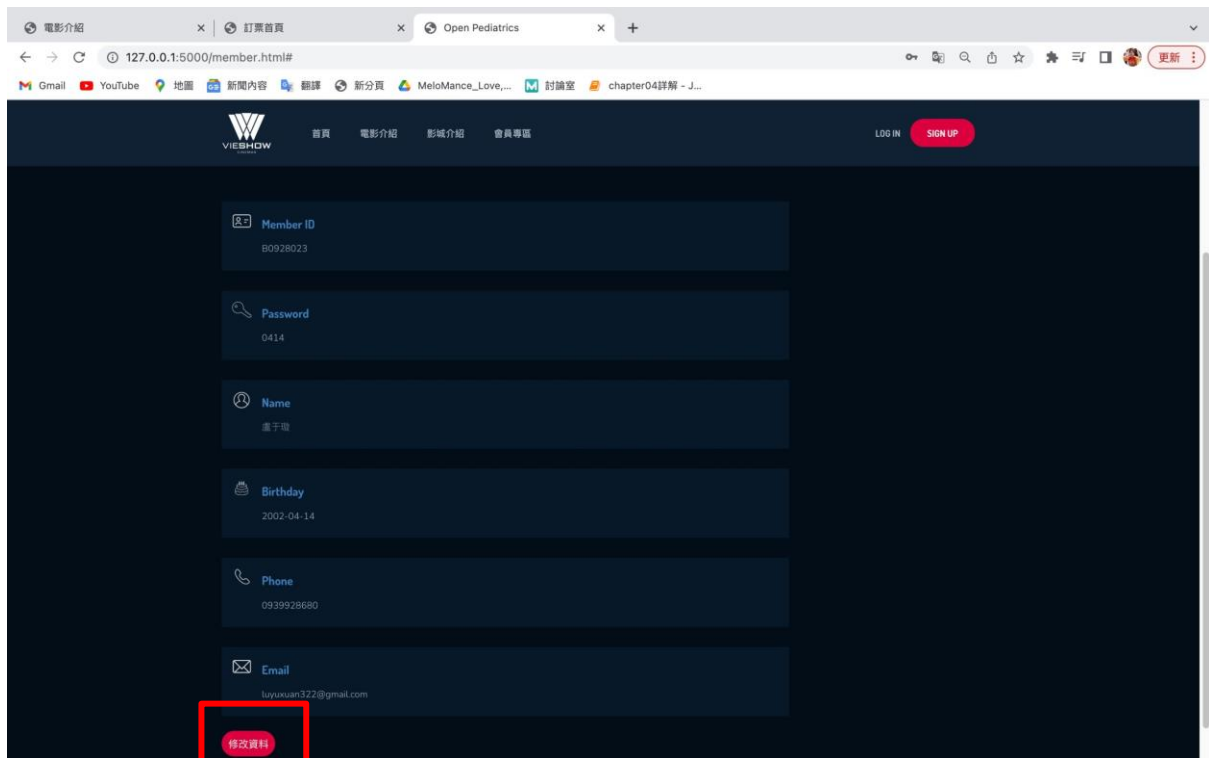 電影介紹
訂票首頁
Open Pediatrics
127.0.0.1:5000/member.html#
更新
Gmail
YouTube
地圖
新聞內容
翻譯
新分頁
MeloMance_Love,...
討論室
chapter04詳解 - J...
VIESHOW
首頁
電影介紹
影城介紹
會員專區
LOG IN
SIGN UP
Member ID
B0928023
Password
0414
Name
Birthday
2002-04-14
Phone
0939928680
Email
luyuxuan322@gmail.com
修改資料